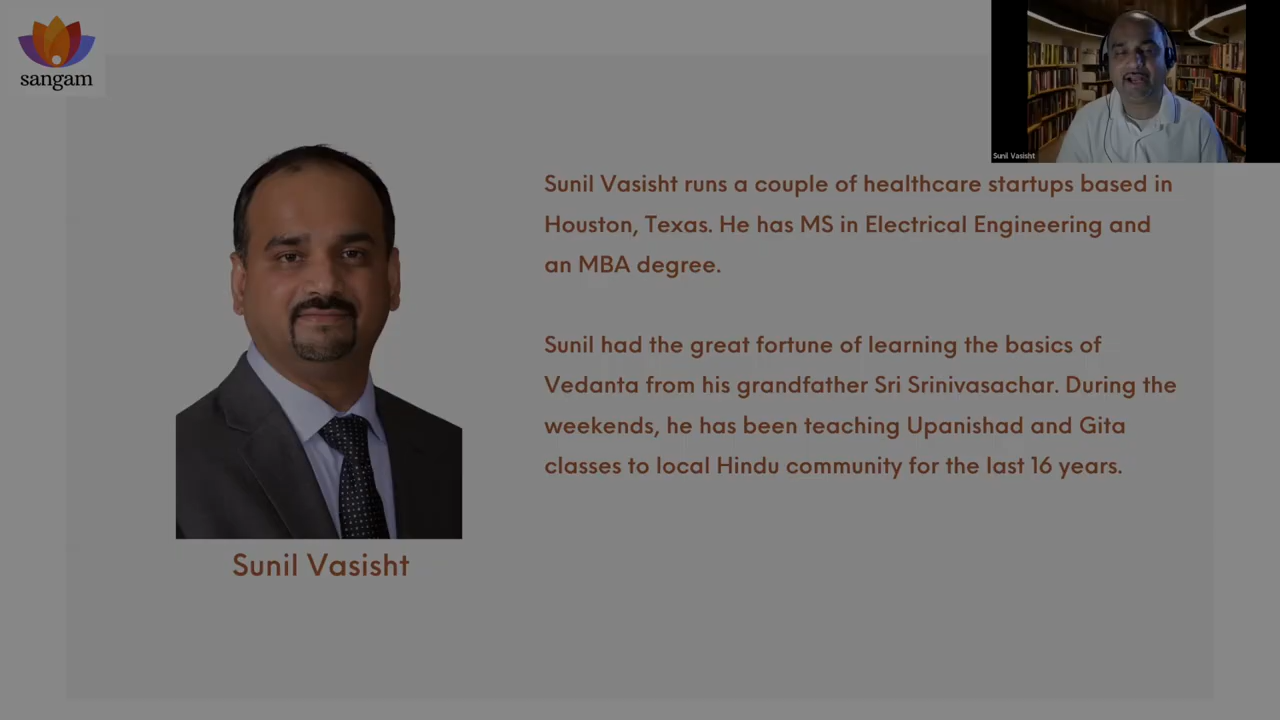 sangam
Sunil Vasisht
Sunil Vasisht runs a couple of healthcare startups based in
Houston, Texas. He has MS in Electrical Engineering and
an MBA degree.
Sunil had the great fortune of learning the basics of
Vedanta from his grandfather Sri Srinivasachar. During the
weekends, he has been teaching Upanishad and Gita
classes to local Hindu community for the last 16 years.
Sunil Vasisht